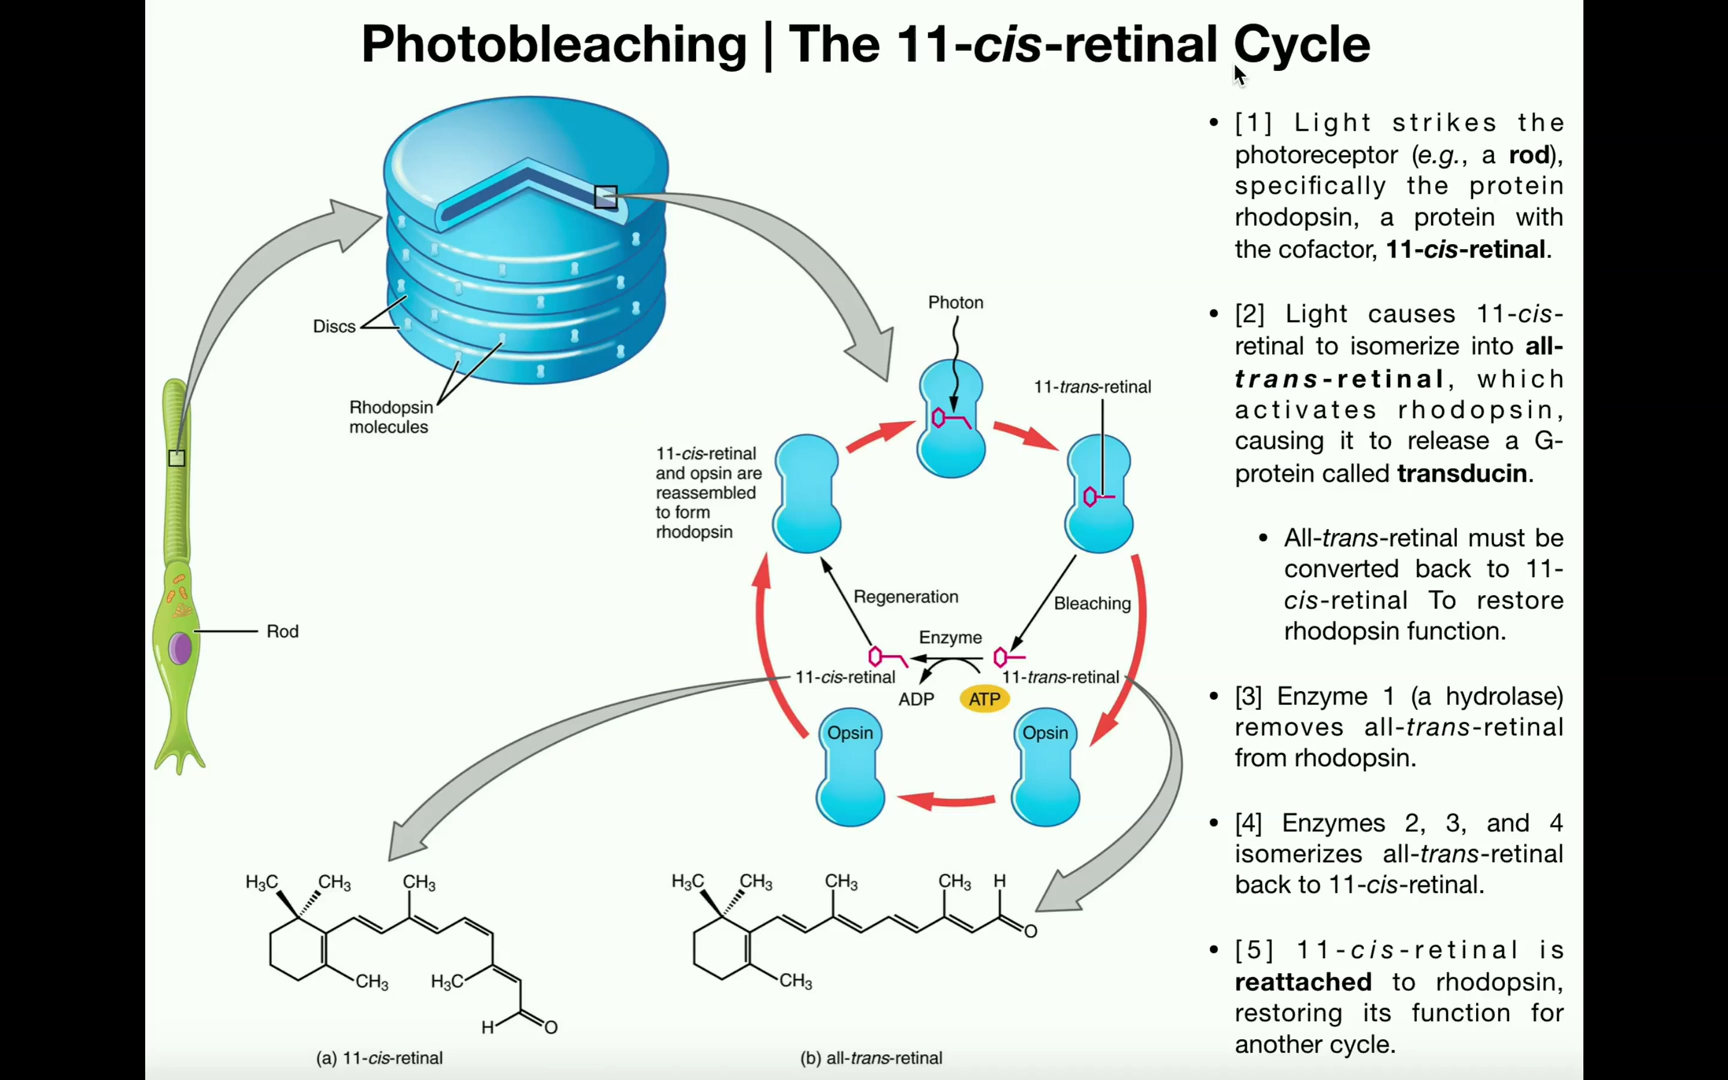 Photobleaching | The 11-cis-retinal Cycle
Discs
Rhodopsin
molecules
Rod
Photon
11-trans-retinal
11-cis-retinal
and opsin are
reassembled
to form
rhodopsin
Regeneration
Bleaching
Enzyme
11-cis-retinal
11-trans-retinal
ADP
ATP
Opsin
Opsin
H₃C
CH₃
CH₃
CH₃
H₃C
H
O
(a) 11-cis-retinal
H₃C
CH₃
CH₃
CH₃
H
O
CH₃
(b) all-trans-retinal
• [1] Light strikes the
photoreceptor (e.g., a rod),
specifically the protein
rhodopsin, a protein with
the cofactor, 11-cis-retinal.
• [2] Light causes 11-cis-
retinal to isomerize into all-
trans-retinal, which
activates rhodopsin,
causing it to release a G-
protein called transducin.
• All-trans-retinal must be
converted back to 11-
cis-retinal To restore
rhodopsin function.
• [3] Enzyme 1 (a hydrolase)
removes all-trans-retinal
from rhodopsin.
• [4] Enzymes 2, 3, and 4
isomerizes all-trans-retinal
back to 11-cis-retinal.
• [5] 11-cis-retinal is
reattached to rhodopsin,
restoring its function for
another cycle.